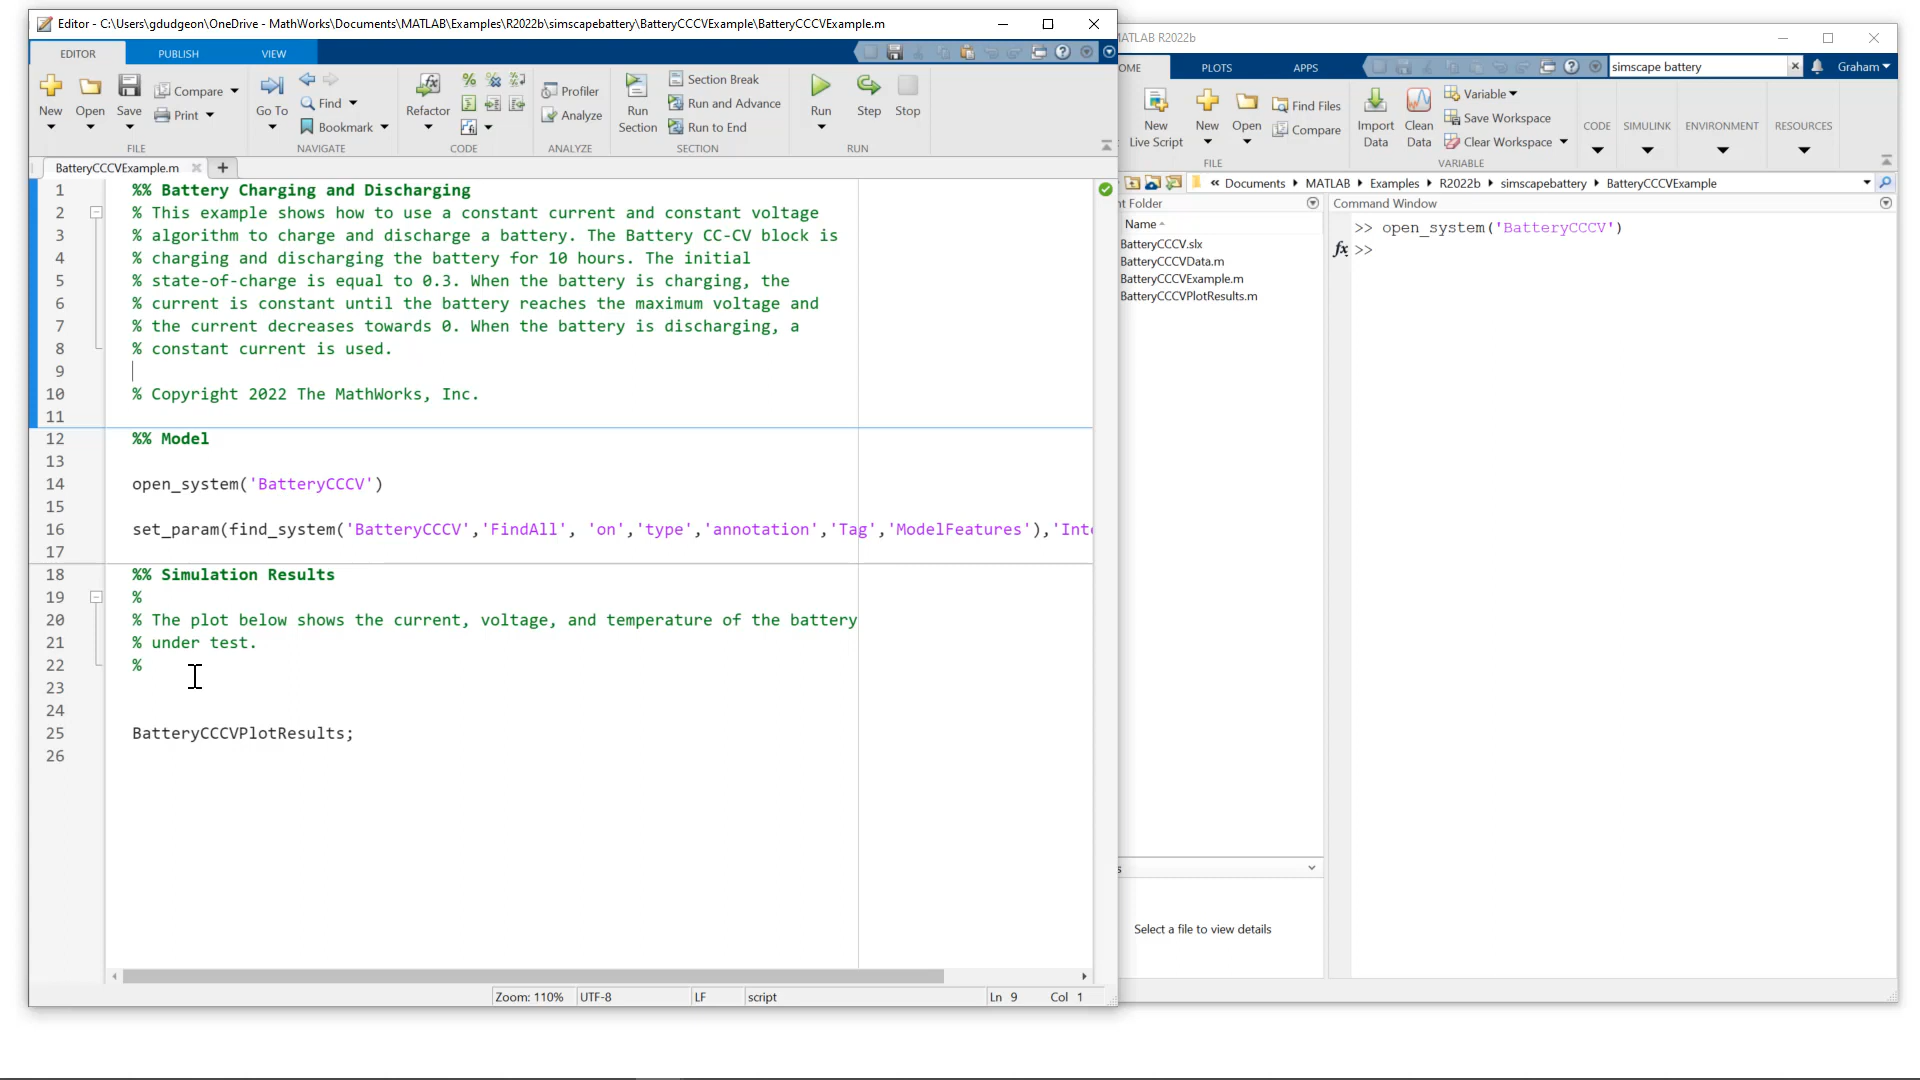 Editor - C:\Users\gdudgeon\OneDrive - MathWorks\Documents\MATLAB\Examples\R2022b\simscapebattery\BatteryCCCVExample\BatteryCCCVExample.m
EDITOR PUBLISH VIEW
New Open Save Compare Print
FILE
Go To Find Bookmark
NAVIGATE
Refactor
CODE
Profiler
Analyze
ANALYZE
Run Section
Section Break
Run and Advance
Run to End
SECTION
Run Step Stop
RUN
BatteryCCCVExample.m
1 %% Battery Charging and Discharging
2 % This example shows how to use a constant current and constant voltage
3 % algorithm to charge and discharge a battery. The Battery CC-CV block is
4 % charging and discharging the battery for 10 hours. The initial
5 % state-of-charge is equal to 0.3. When the battery is charging, the
6 % current is constant until the battery reaches the maximum voltage and
7 % the current decreases towards 0. When the battery is discharging, a
8 % constant current is used.
9
10 % Copyright 2022 The MathWorks, Inc.
11
12 %% Model
13
14 open_system('BatteryCCCV')
15
16 set_param(find_system('BatteryCCCV','FindAll', 'on','type','annotation','Tag','ModelFeatures'),'Inte
17
18 %% Simulation Results
19 %
20 % The plot below shows the current, voltage, and temperature of the battery
21 % under test.
22 %
23
24
25 BatteryCCCVPlotResults;
26
Zoom: 110% UTF-8 LF script Ln 9 Col 1
ATLAB R2022b
OME PLOTS APPS
simscape battery
Graham
New Live Script
New Open Find Files Compare
FILE
Import Data
Clean Data
Variable
Save Workspace
Clear Workspace
VARIABLE
CODE SIMULINK ENVIRONMENT RESOURCES
« Documents MATLAB Examples R2022b simscapebattery BatteryCCCVExample
nt Folder
Name
BatteryCCCV.slx
BatteryCCCVData.m
BatteryCCCVExample.m
BatteryCCCVPlotResults.m
s
Select a file to view details
Command Window
>> open_system('BatteryCCCV')
fx >>